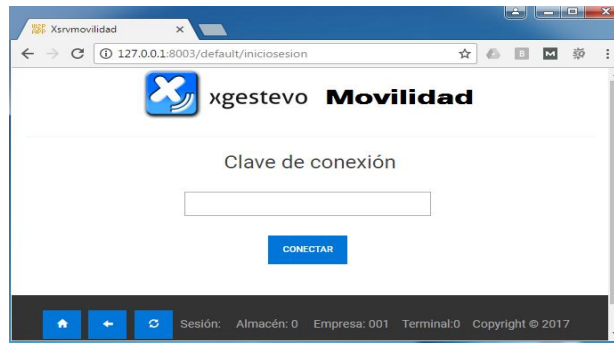 Xsrvmovilidad
127.0.0.1:8003/default/iniciosesion
xgestevo Movilidad
Clave de conexión
CONECTAR
Sesión: Almacén: 0 Empresa: 001 Terminal:0 Copyright © 2017